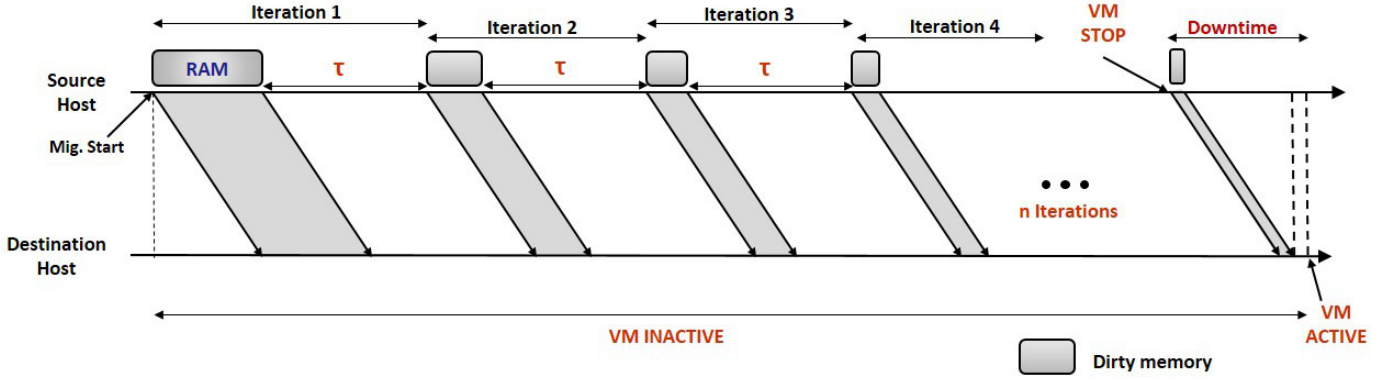 Iteration 1
Iteration 2
Iteration 3
Iteration 4
VM
STOP
Downtime
RAM
τ
τ
τ
Source
Host
Mig. Start
n Iterations
Destination
Host
VM INACTIVE
VM
ACTIVE
Dirty memory